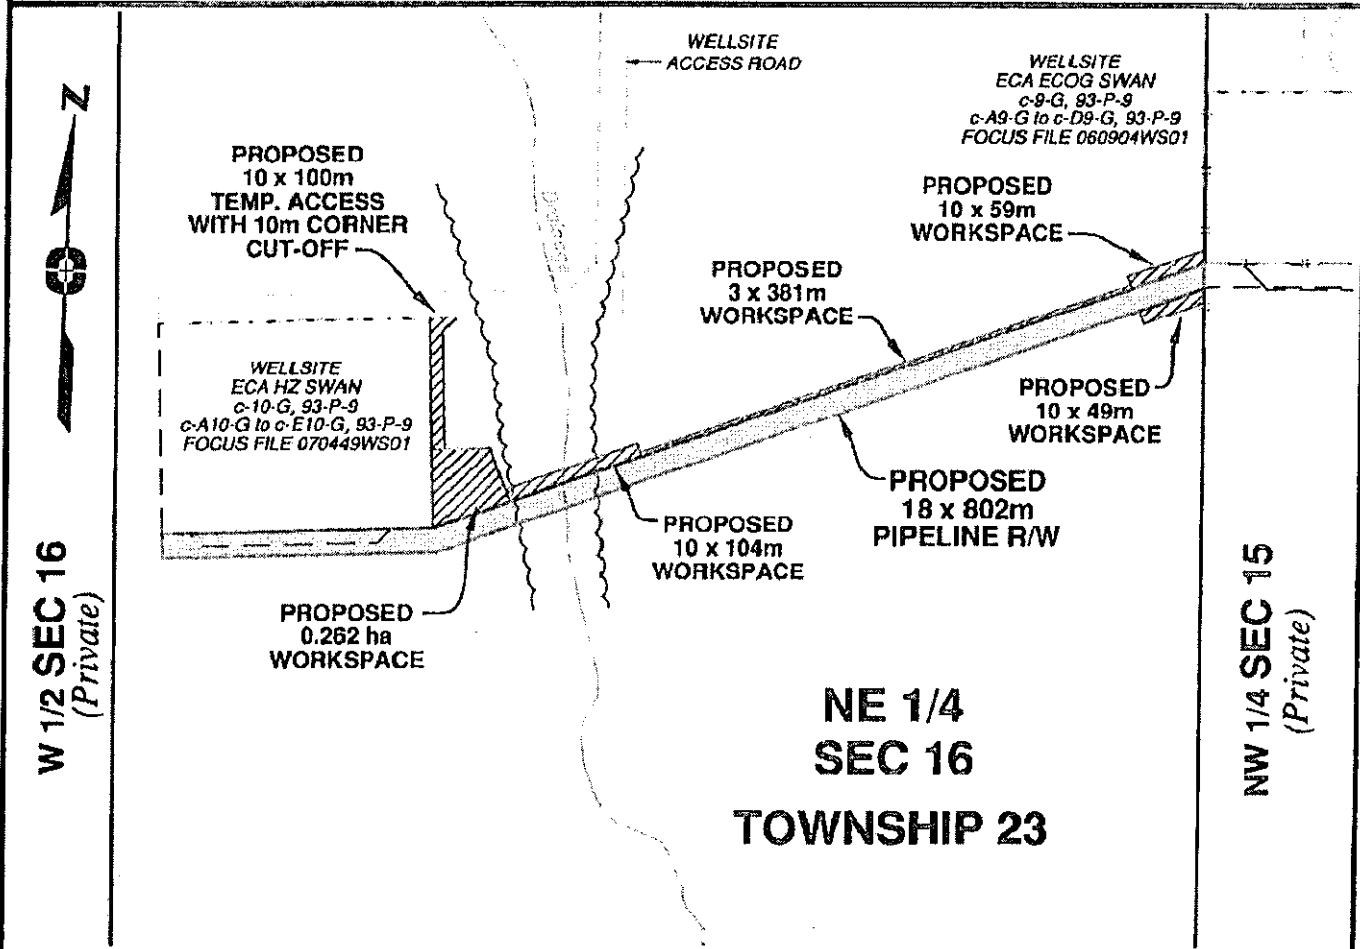 WELLSITE
ACCESS ROAD
WELLSITE
ECA ECOG SWAN
c-9-G, 93-P-9
c-A9-G to c-D9-G, 93-P-9
FOCUS FILE 060904WS01
Z
PROPOSED
10 x 100m
TEMP. ACCESS
WITH 10m CORNER
CUT-OFF
PROPOSED
10 x 59m
WORKSPACE
PROPOSED
3 x 381m
WORKSPACE
WELLSITE
ECA HZ SWAN
c-10-G, 93-P-9
c-A10-G to c-E10-G, 93-P-9
FOCUS FILE 070449WS01
PROPOSED
10 x 49m
WORKSPACE
PROPOSED
18 x 802m
PIPELINE R/W
PROPOSED
10 x 104m
WORKSPACE
PROPOSED
0.262 ha
WORKSPACE
W 1/2 SEC 16
(Private)
NW 1/4 SEC 15
(Private)
NE 1/4
SEC 16
TOWNSHIP 23